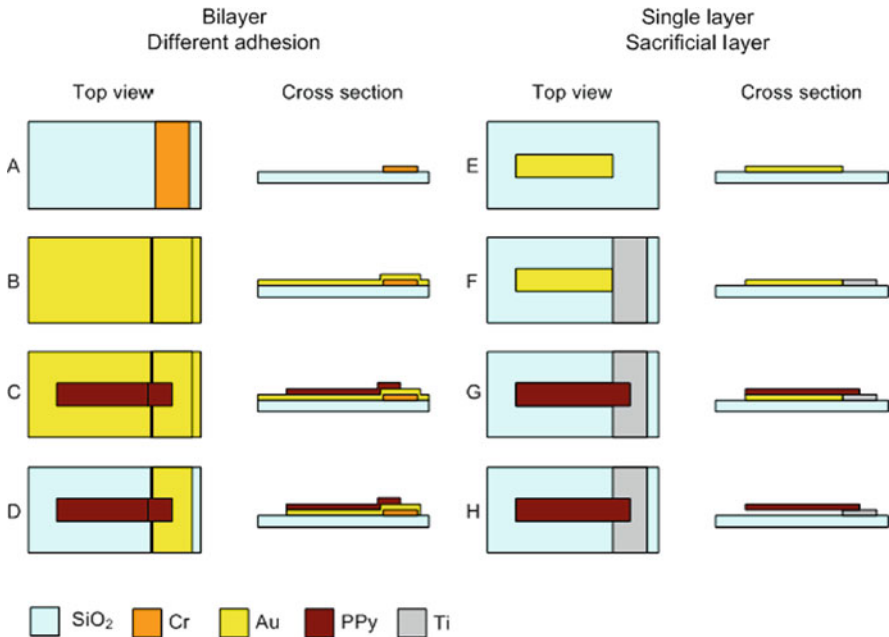 Bilayer
Different adhesion
Single layer
Sacrificial layer
Top view
Cross section
Top view
Cross section
A
E
B
F
C
G
D
H
SiO₂
Cr
Au
PPy
Ti